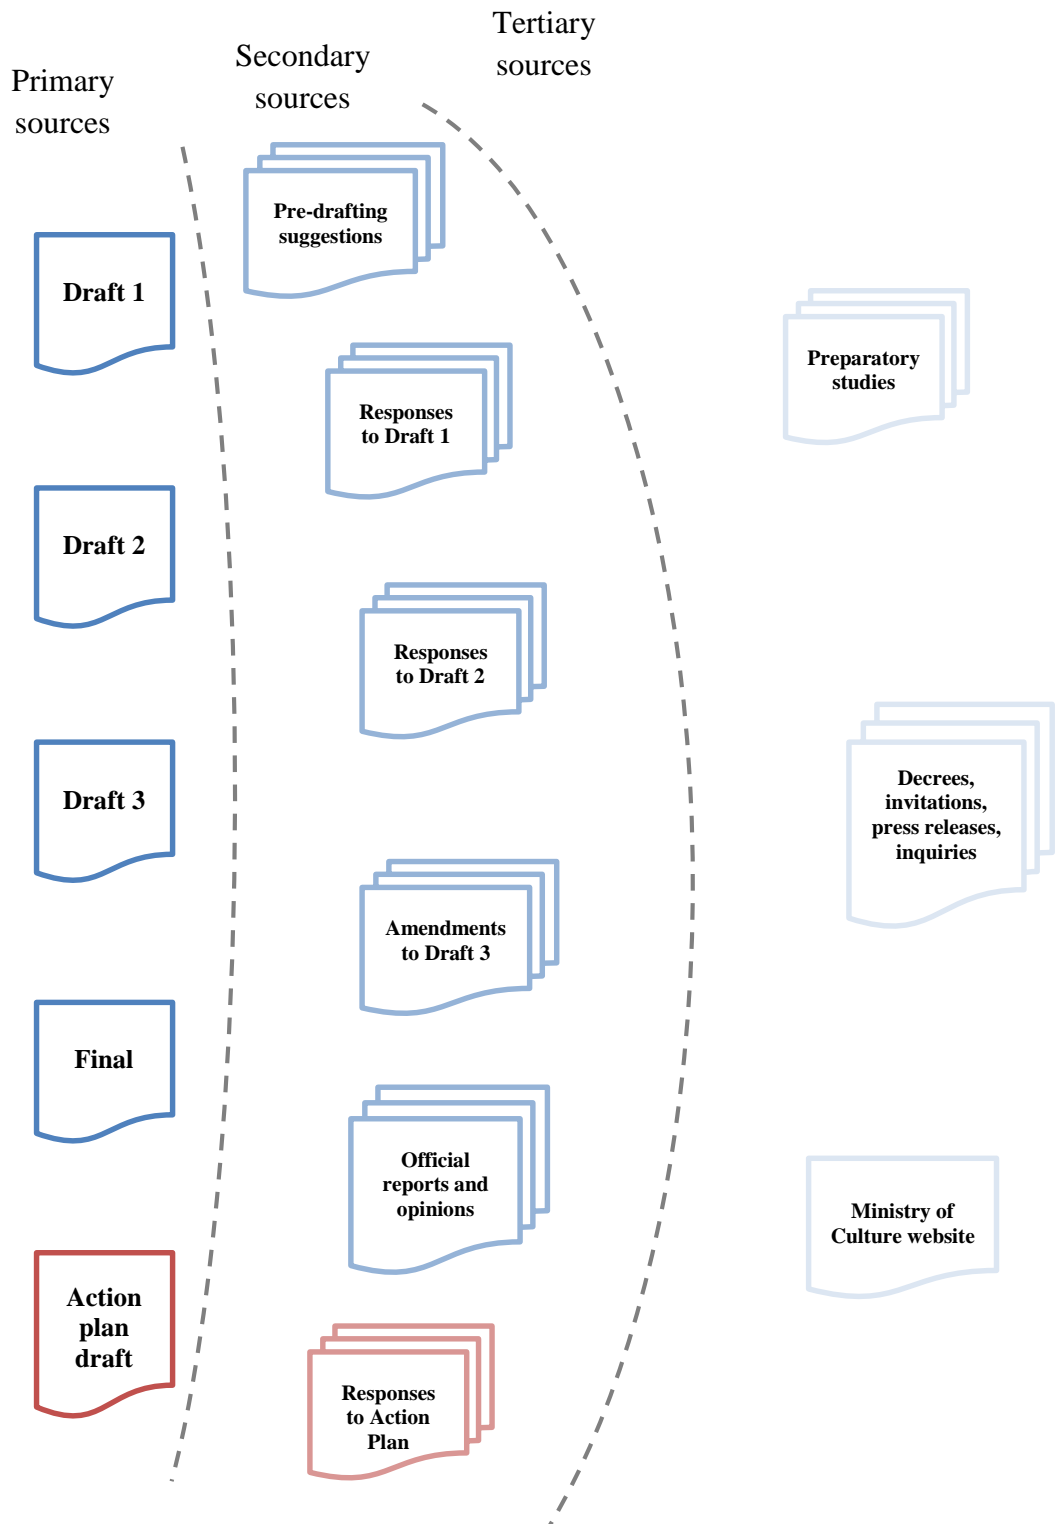 Primary
sources
Secondary
sources
Tertiary
sources
Draft 1
Draft 2
Draft 3
Final
Action
plan
draft
Pre-drafting
suggestions
Responses
to Draft 1
Responses
to Draft 2
Amendments
to Draft 3
Official
reports and
opinions
Responses
to Action
Plan
Preparatory
studies
Decrees,
invitations,
press releases,
inquiries
Ministry of
Culture website